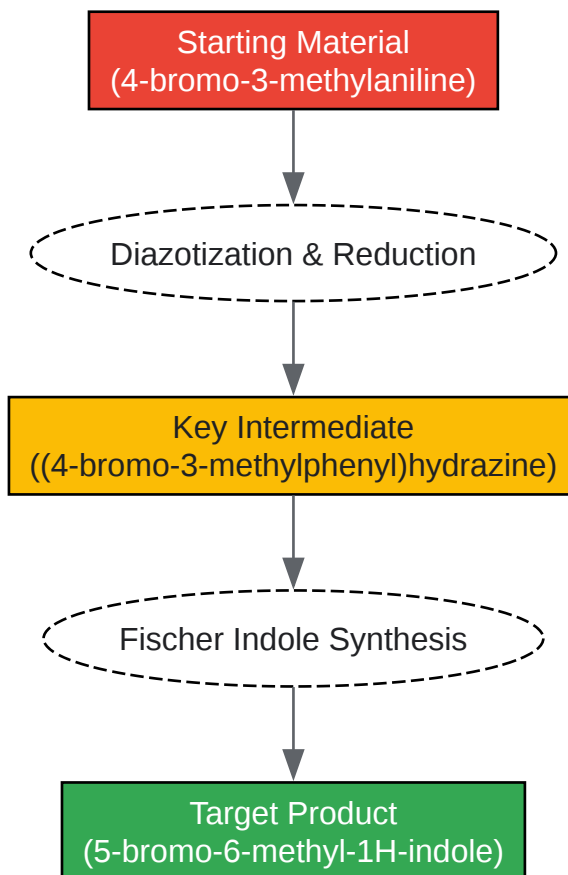 Starting Material
(4-bromo-3-methylaniline)
Diazotization & Reduction
Key Intermediate
((4-bromo-3-methylphenyl)hydrazine)
Fischer Indole Synthesis
Target Product
(5-bromo-6-methyl-1H-indole)